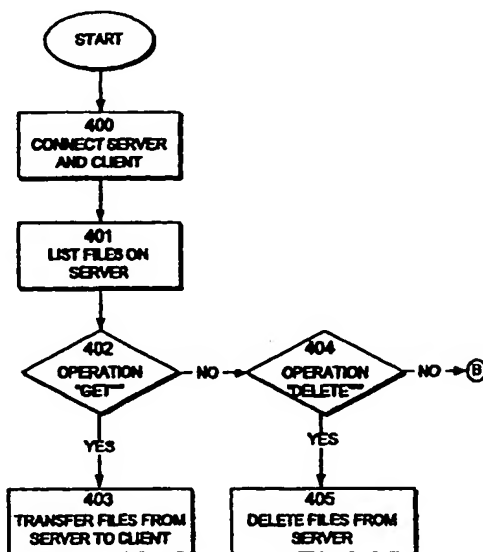 START
400
CONNECT SERVER
AND CLIENT
401
LIST FILES ON
SERVER
402
OPERATION
"GET"
NO
404
OPERATION
"DELETE"
NO
B
YES
YES
403
TRANSFER FILES FROM
SERVER TO CLIENT
405
DELETE FILES FROM
SERVER